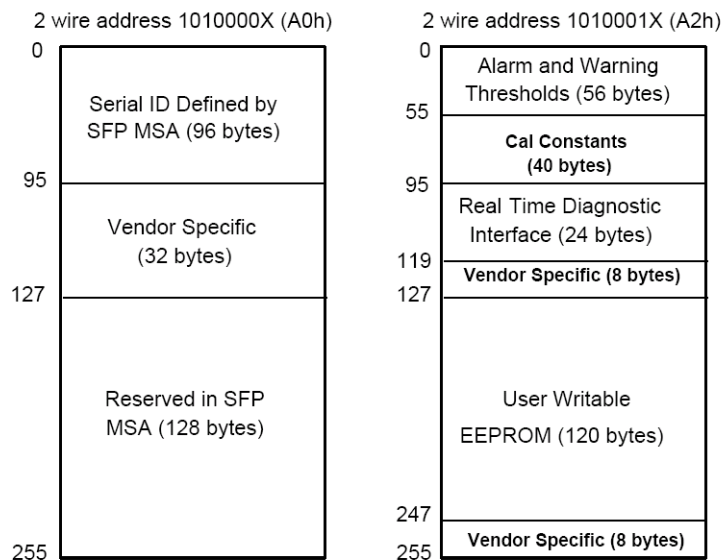 2 wire address 1010000X (A0h)
0
Serial ID Defined by
SFP MSA (96 bytes)
95
Vendor Specific
(32 bytes)
127
Reserved in SFP
MSA (128 bytes)
255
2 wire address 1010001X (A2h)
0
Alarm and Warning
Thresholds (56 bytes)
55
Cal Constants
(40 bytes)
95
Real Time Diagnostic
Interface (24 bytes)
119
Vendor Specific (8 bytes)
127
User Writable
EEPROM (120 bytes)
247
Vendor Specific (8 bytes)
255